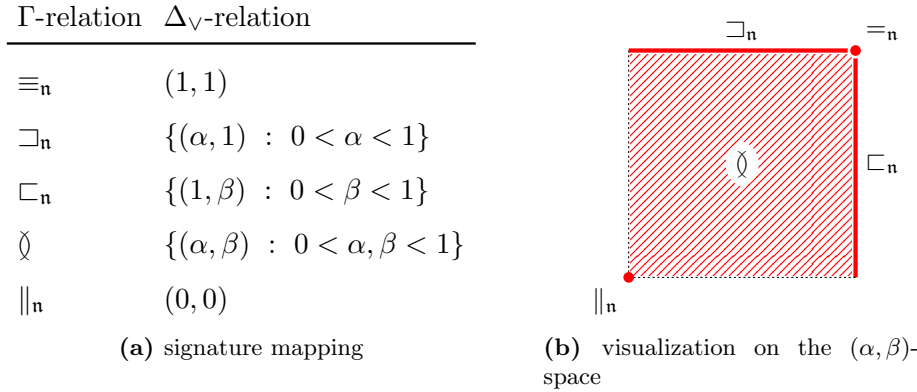 Γ-relation Δ∨-relation
≡𝔫 (1, 1)
⊐𝔫 {(α, 1) : 0 < α < 1}
⊏𝔫 {(1, β) : 0 < β < 1}
≬ {(α, β) : 0 < α, β < 1}
∥𝔫 (0, 0)
(a) signature mapping
⊐𝔫 =𝔫
≬
⊏𝔫
∥𝔫
(b) visualization on the (α, β)-
space